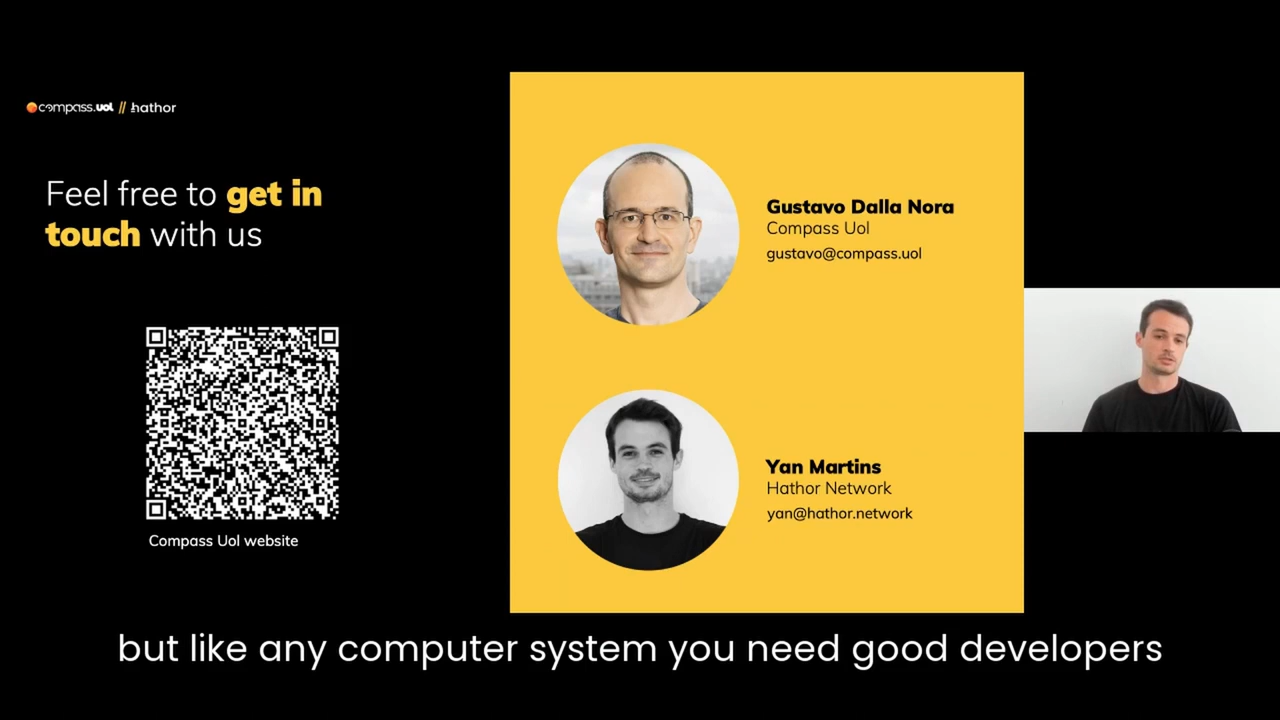 compass.uol // hathor
Feel free to get in
touch with us
Compass Uol website
Gustavo Dalla Nora
Compass Uol
gustavo@compass.uol
Yan Martins
Hathor Network
yan@hathor.network
but like any computer system you need good developers